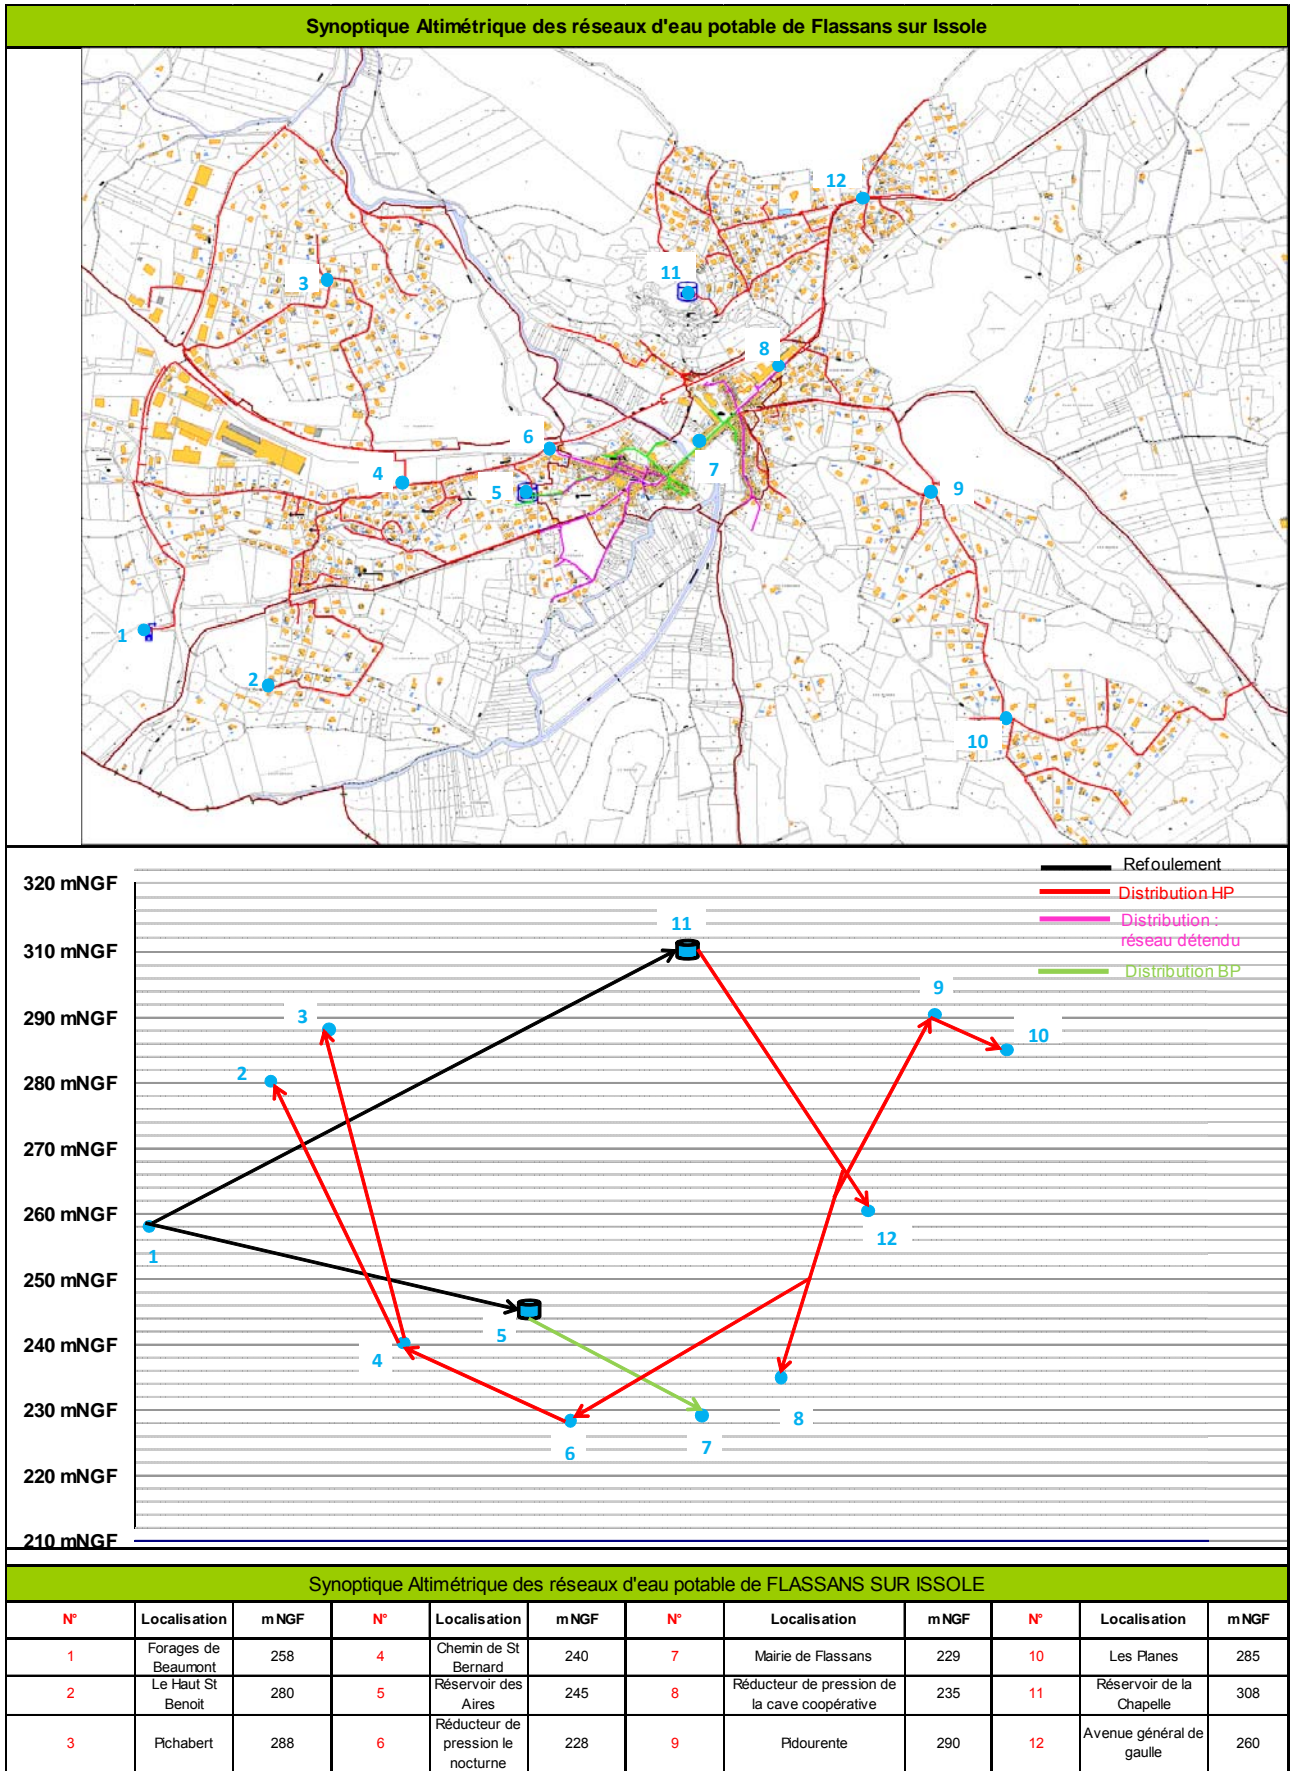 Synoptique Altimétrique des réseaux d'eau potable de Flassans sur Issole
12
3
11
8
6
7
4
5
9
1
2
10
320 mNGF
310 mNGF
290 mNGF
280 mNGF
270 mNGF
260 mNGF
250 mNGF
240 mNGF
230 mNGF
220 mNGF
210 mNGF
Refoulement
Distribution HP
Distribution :
réseau détendu
Distribution BP
11
9
3
10
2
12
1
5
4
8
6
7
Synoptique Altimétrique des réseaux d'eau potable de FLASSANS SUR ISSOLE
N° Localisation mNGF N° Localisation mNGF N° Localisation mNGF N° Localisation mNGF
1 Forages de Beaumont 258 4 Chemin de St Bernard 240 7 Mairie de Flassans 229 10 Les Planes 285
2 Le Haut St Benoit 280 5 Réservoir des Aires 245 8 Réducteur de pression de la cave coopérative 235 11 Réservoir de la Chapelle 308
3 Pichabert 288 6 Réducteur de pression le nocturne 228 9 Pidourente 290 12 Avenue général de gaulle 260